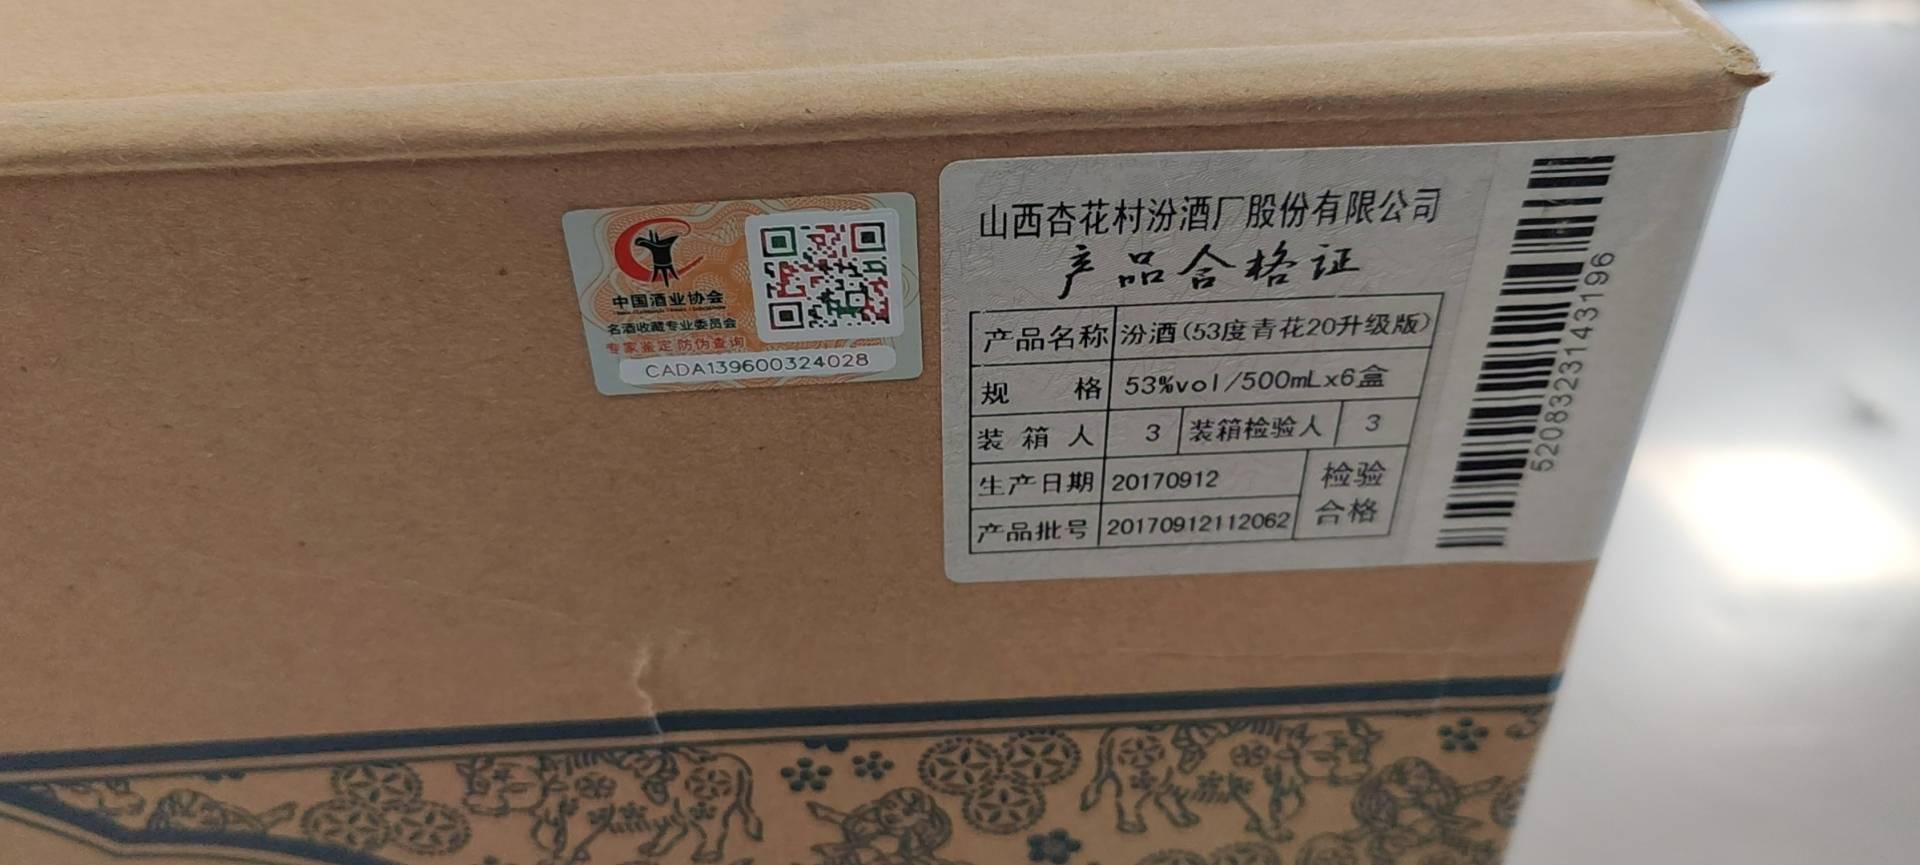 中国酒业协会
名酒收藏专业委员会
专家鉴定 防伪查询
CADA139600324028
山西杏花村汾酒厂股份有限公司
产品合格证
产品名称 汾酒(53度青花20升级版)
规 格 53%vol/500mLx6盒
装 箱 人 3 装箱检验人 3
生产日期 20170912 检验
产品批号 20170912112062 合格
5208323143196